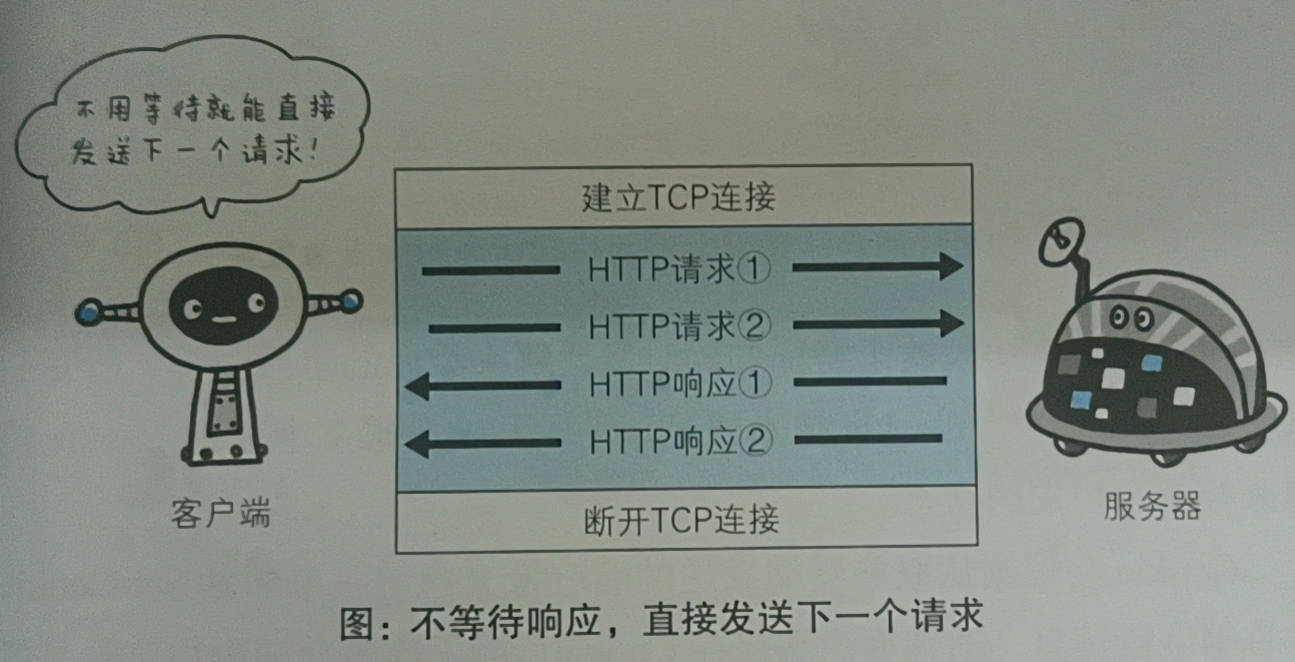 不用等待就能直接
发送下一个请求！
建立TCP连接
HTTP请求①
HTTP请求②
HTTP响应①
HTTP响应②
断开TCP连接
客户端
服务器
图：不等待响应，直接发送下一个请求